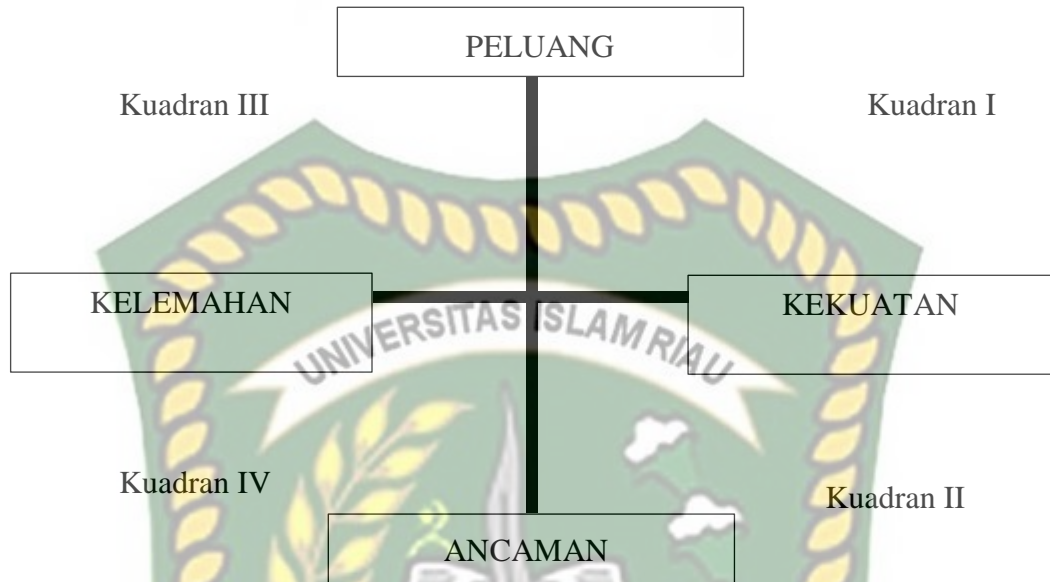 PELUANG
Kuadran III
Kuadran I
KELEMAHAN
KEKUATAN
UNIVERSITAS ISLAM RIAU
Kuadran IV
Kuadran II
ANCAMAN